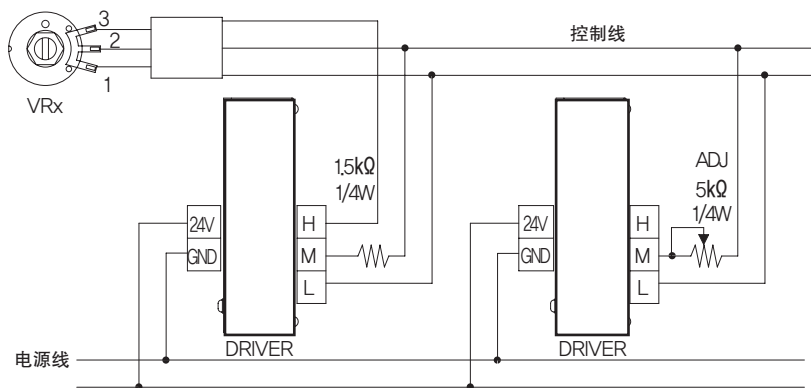 3
2
1
VRx
控制线
1.5kΩ
1/4W
24V
GND
H
M
L
DRIVER
ADJ
5kΩ
1/4W
24V
GND
H
M
L
DRIVER
电源线